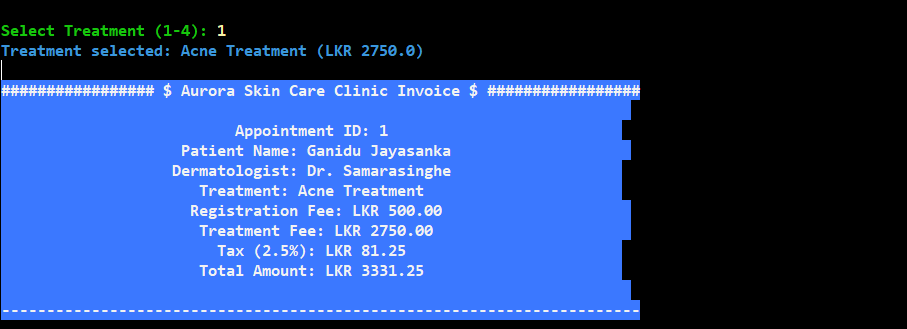 Select Treatment (1-4): 1
Treatment selected: Acne Treatment (LKR 2750.0)
################# $ Aurora Skin Care Clinic Invoice $ #################
Appointment ID: 1
Patient Name: Ganidu Jayasanka
Dermatologist: Dr. Samarasinghe
Treatment: Acne Treatment
Registration Fee: LKR 500.00
Treatment Fee: LKR 2750.00
Tax (2.5%): LKR 81.25
Total Amount: LKR 3331.25
-----------------------------------------------------------------------